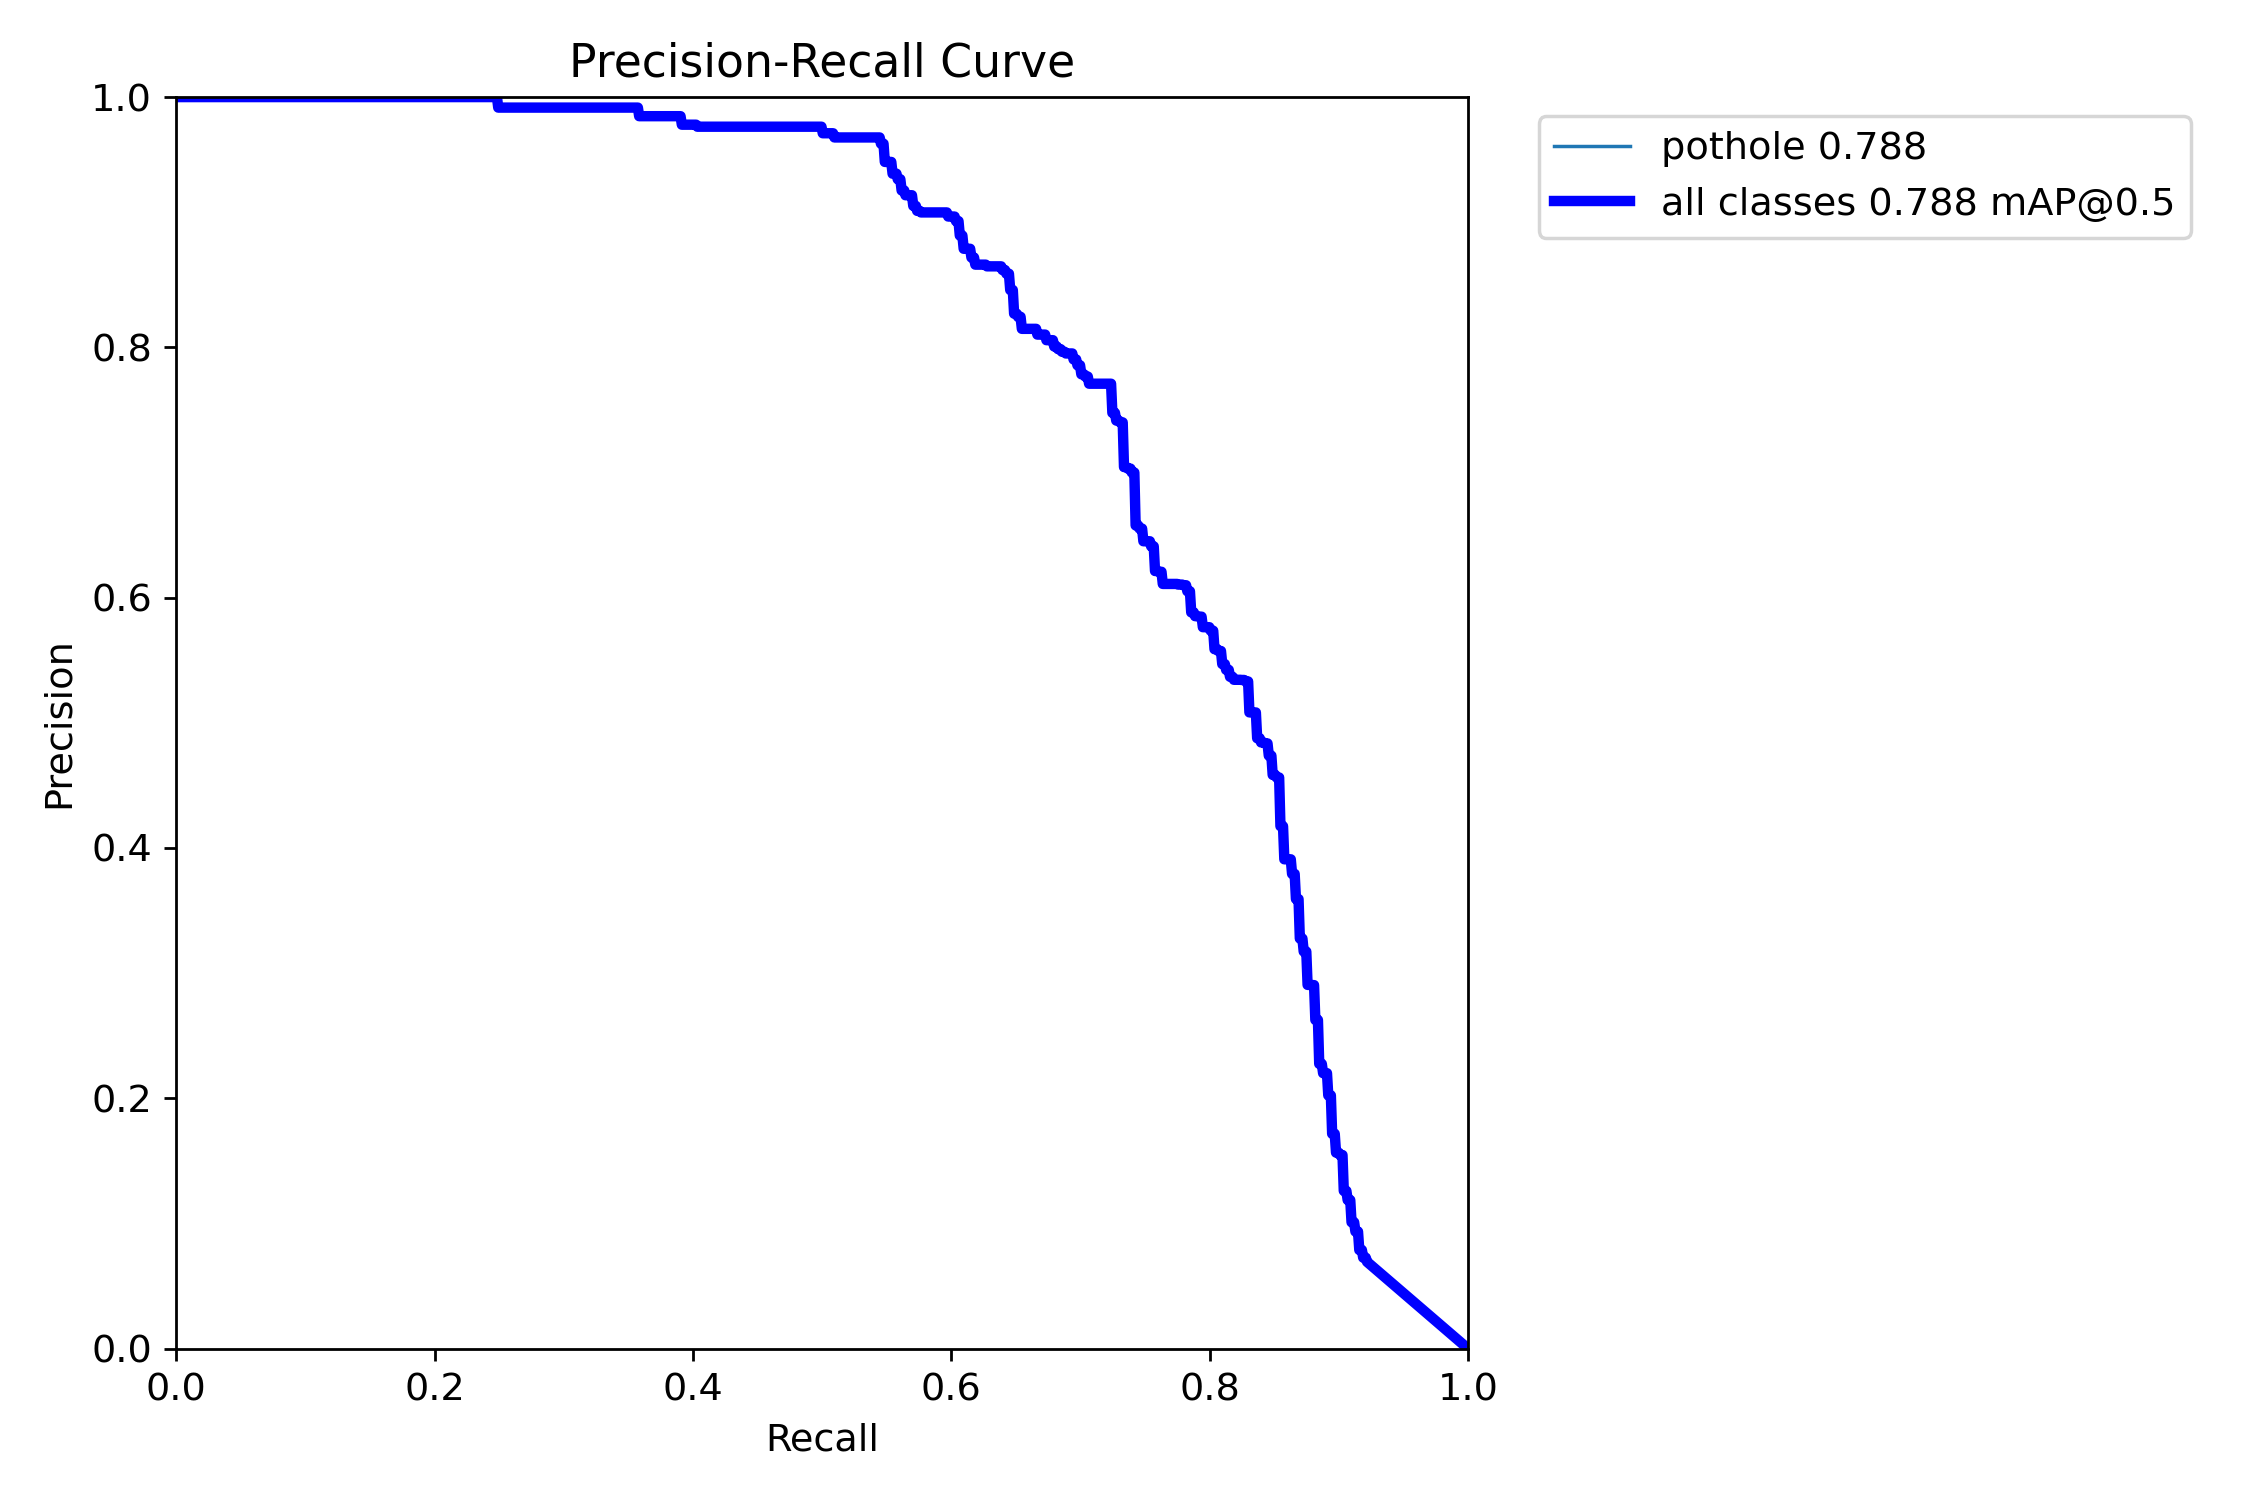 Precision-Recall Curve
1.0
0.8
0.6
0.4
0.2
0.0
Precision
0.0 0.2 0.4 0.6 0.8 1.0
Recall
pothole 0.788
all classes 0.788 mAP@0.5